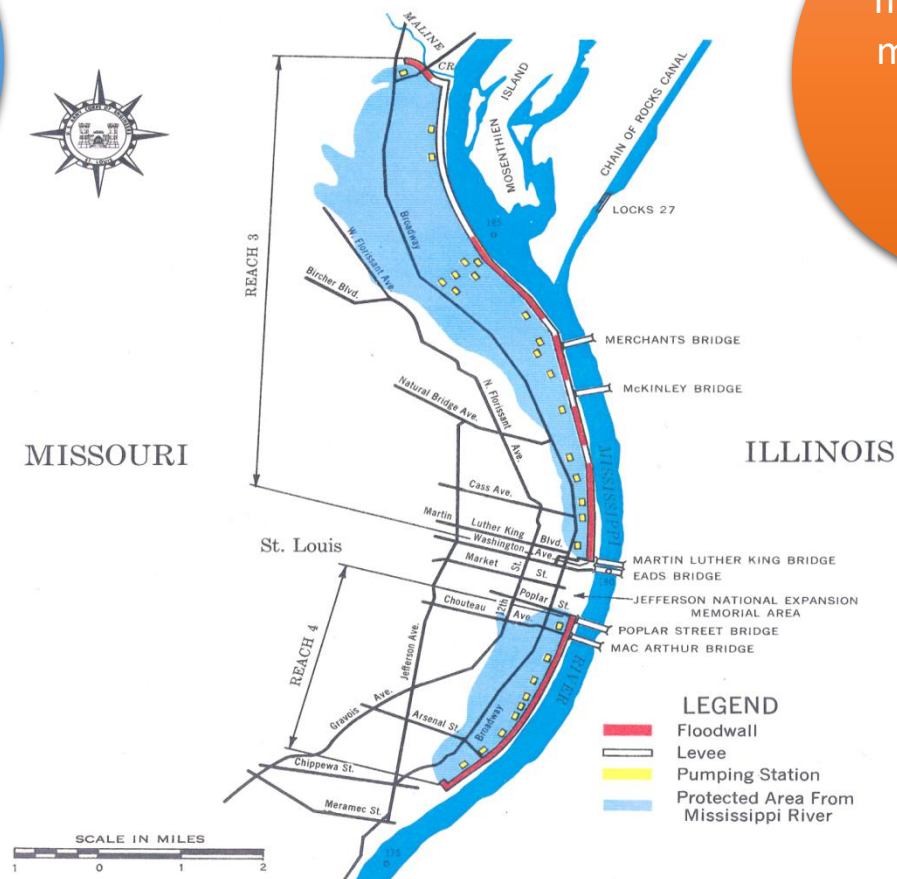 MALINE
CR.
MOSENTHIEN
ISLAND
CHAIN OF ROCKS CANAL
LOCKS 27
185
REACH 3
Broadway
W. Florissant Ave.
Bircher Blvd.
MERCHANTS BRIDGE
McKINLEY BRIDGE
Natural Bridge Ave.
N. Florissant
Ave.
MISSOURI
ILLINOIS
MISSISSIPPI
Cass Ave.
Martin Luther King Blvd.
St. Louis
Washington Ave.
Market St.
MARTIN LUTHER KING BRIDGE
EADS BRIDGE
180
JEFFERSON NATIONAL EXPANSION
MEMORIAL AREA
Poplar St.
Chouteau Ave.
12th St.
POPLAR STREET BRIDGE
MAC ARTHUR BRIDGE
REACH 4
Jefferson Ave.
RIVER
Gravois Ave.
Arsenal St.
Broadway
Chippewa St.
Meramec St.
LEGEND
Floodwall
Levee
Pumping Station
Protected Area From
Mississippi River
SCALE IN MILES
1 0 1 2
175